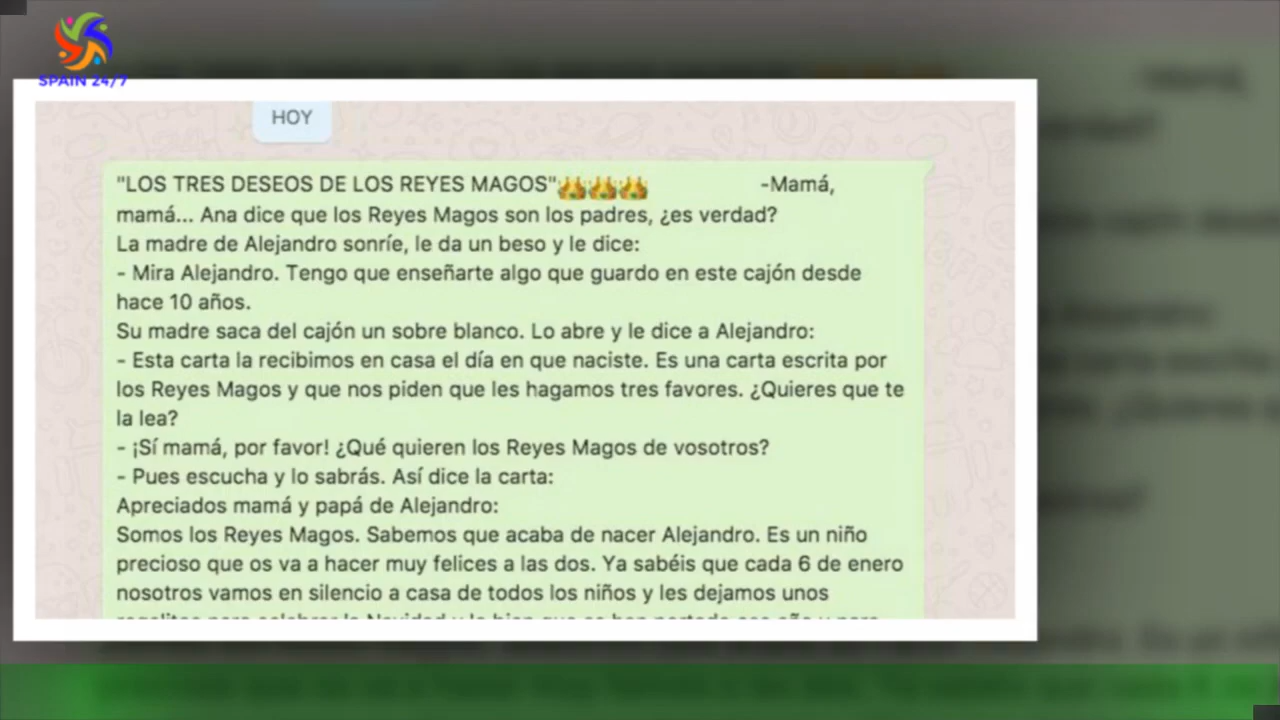 SPAIN 24/7
HOY
"LOS TRES DESEOS DE LOS REYES MAGOS"👑👑👑 -Mamá,
mamá... Ana dice que los Reyes Magos son los padres, ¿es verdad?
La madre de Alejandro sonríe, le da un beso y le dice:
- Mira Alejandro. Tengo que enseñarte algo que guardo en este cajón desde
hace 10 años.
Su madre saca del cajón un sobre blanco. Lo abre y le dice a Alejandro:
- Esta carta la recibimos en casa el día en que naciste. Es una carta escrita por
los Reyes Magos y que nos piden que les hagamos tres favores. ¿Quieres que te
la lea?
- ¡Sí mamá, por favor! ¿Qué quieren los Reyes Magos de vosotros?
- Pues escucha y lo sabrás. Así dice la carta:
Apreciados mamá y papá de Alejandro:
Somos los Reyes Magos. Sabemos que acaba de nacer Alejandro. Es un niño
precioso que os va a hacer muy felices a las dos. Ya sabéis que cada 6 de enero
nosotros vamos en silencio a casa de todos los niños y les dejamos unos